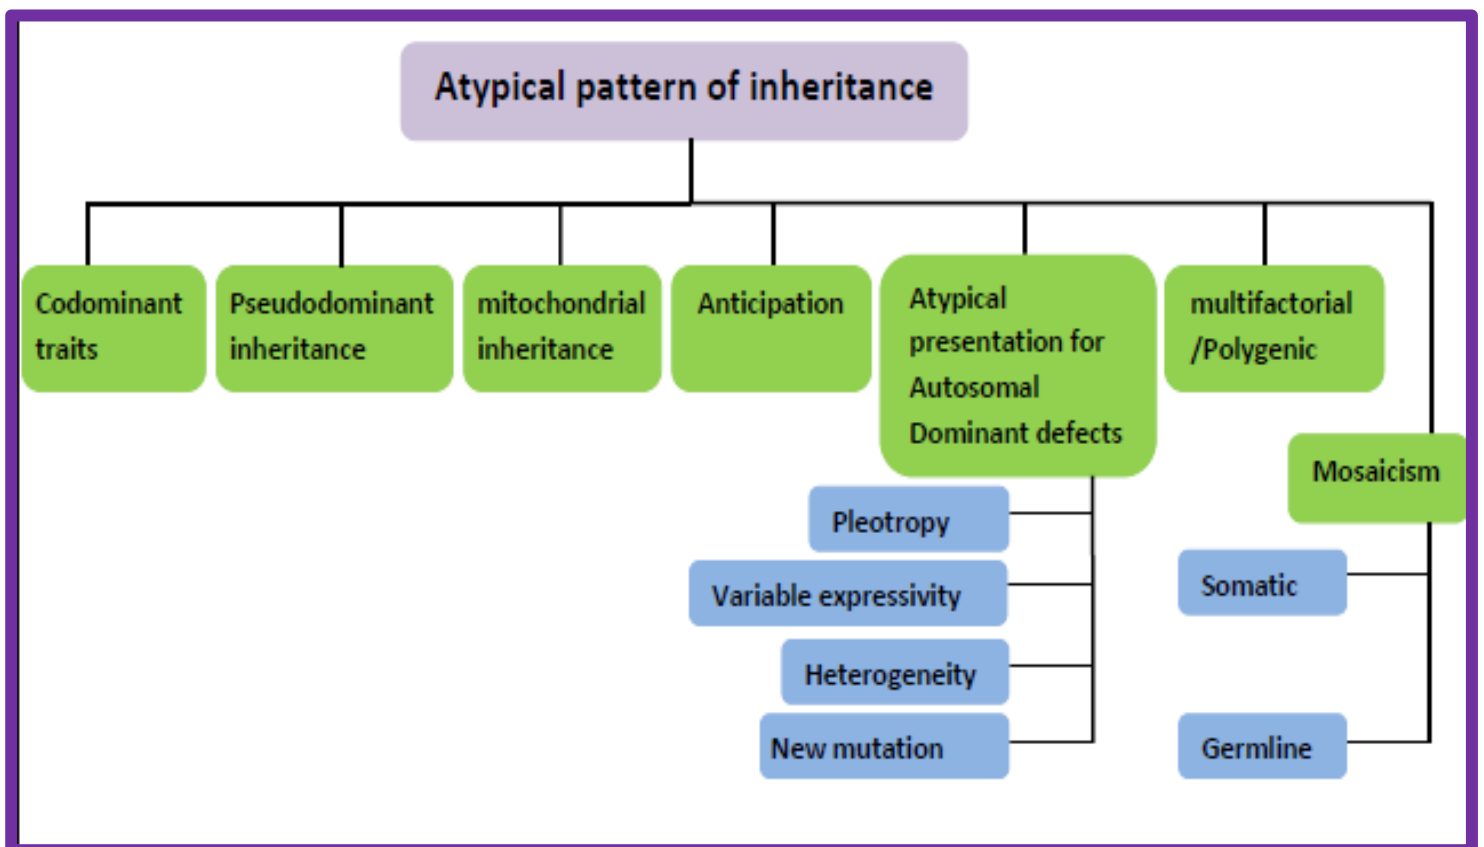 Atypical pattern of inheritance
Codominant
traits
Pseudodominant
inheritance
mitochondrial
inheritance
Anticipation
Atypical
presentation for
Autosomal
Dominant defects
multifactorial
/Polygenic
Mosaicism
Pleotropy
Variable expressivity
Heterogeneity
New mutation
Somatic
Germline